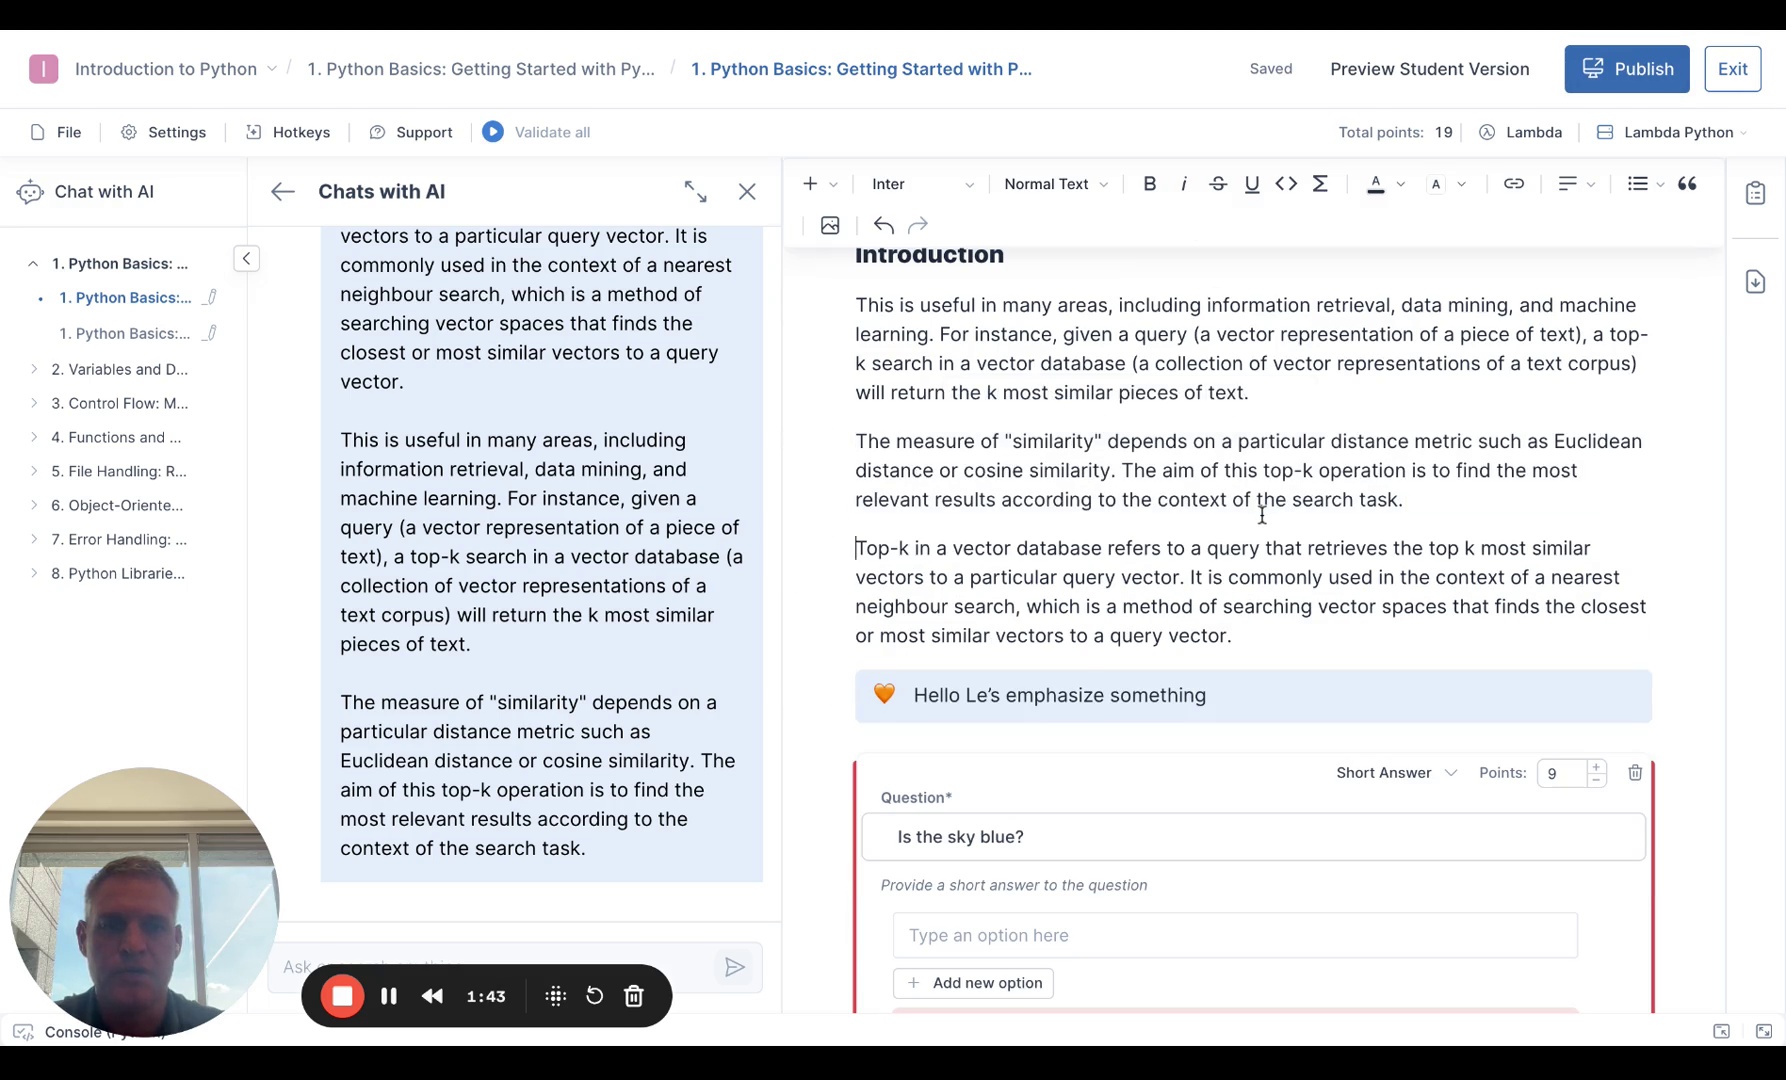 I Introduction to Python / 1. Python Basics: Getting Started with Py... / 1. Python Basics: Getting Started with P... Saved Preview Student Version Publish Exit
File Settings Hotkeys Support Validate all Total points: 19 Lambda Lambda Python
Chat with AI
1. Python Basics: ...
1. Python Basics:...
1. Python Basics:...
2. Variables and D...
3. Control Flow: M...
4. Functions and ...
5. File Handling: R...
6. Object-Oriente...
7. Error Handling: ...
8. Python Librarie...
Chats with AI
vectors to a particular query vector. It is
commonly used in the context of a nearest
neighbour search, which is a method of
searching vector spaces that finds the
closest or most similar vectors to a query
vector.
This is useful in many areas, including
information retrieval, data mining, and
machine learning. For instance, given a
query (a vector representation of a piece of
text), a top-k search in a vector database (a
collection of vector representations of a
text corpus) will return the k most similar
pieces of text.
The measure of "similarity" depends on a
particular distance metric such as
Euclidean distance or cosine similarity. The
aim of this top-k operation is to find the
most relevant results according to the
context of the search task.
Ask
1:43
Inter Normal Text B i S U <> Σ A A
Introduction
This is useful in many areas, including information retrieval, data mining, and machine
learning. For instance, given a query (a vector representation of a piece of text), a top-
k search in a vector database (a collection of vector representations of a text corpus)
will return the k most similar pieces of text.
The measure of "similarity" depends on a particular distance metric such as Euclidean
distance or cosine similarity. The aim of this top-k operation is to find the most
relevant results according to the context of the search task.
Top-k in a vector database refers to a query that retrieves the top k most similar
vectors to a particular query vector. It is commonly used in the context of a nearest
neighbour search, which is a method of searching vector spaces that finds the closest
or most similar vectors to a query vector.
Hello Le’s emphasize something
Short Answer Points: 9
Question*
Is the sky blue?
Provide a short answer to the question
Type an option here
+ Add new option
Console (Python)